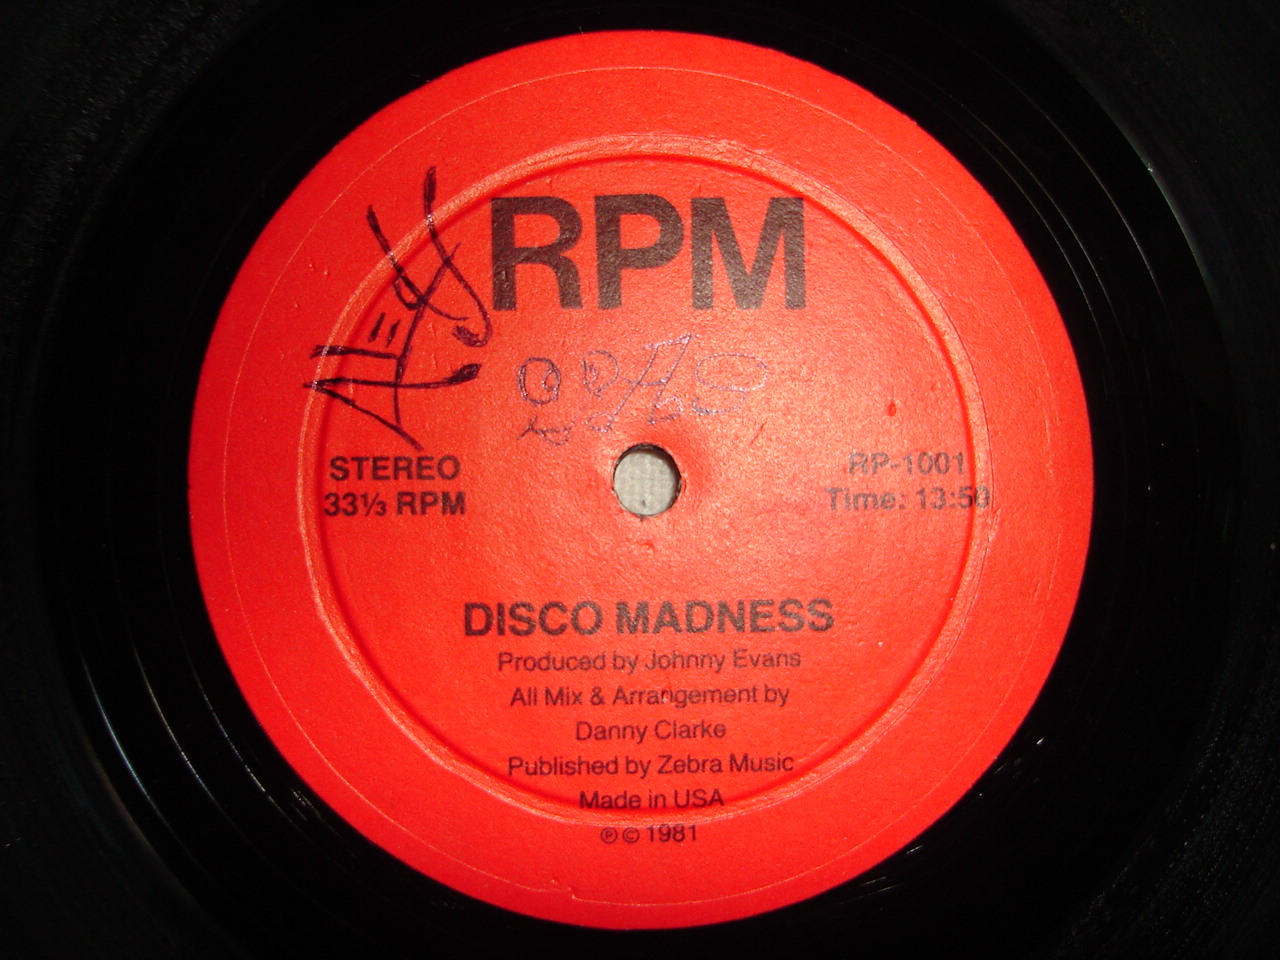 RPM
STEREO
33⅓ RPM
RP-1001
Time: 13:50
DISCO MADNESS
Produced by Johnny Evans
All Mix & Arrangement by
Danny Clarke
Published by Zebra Music
Made in USA
℗ © 1981